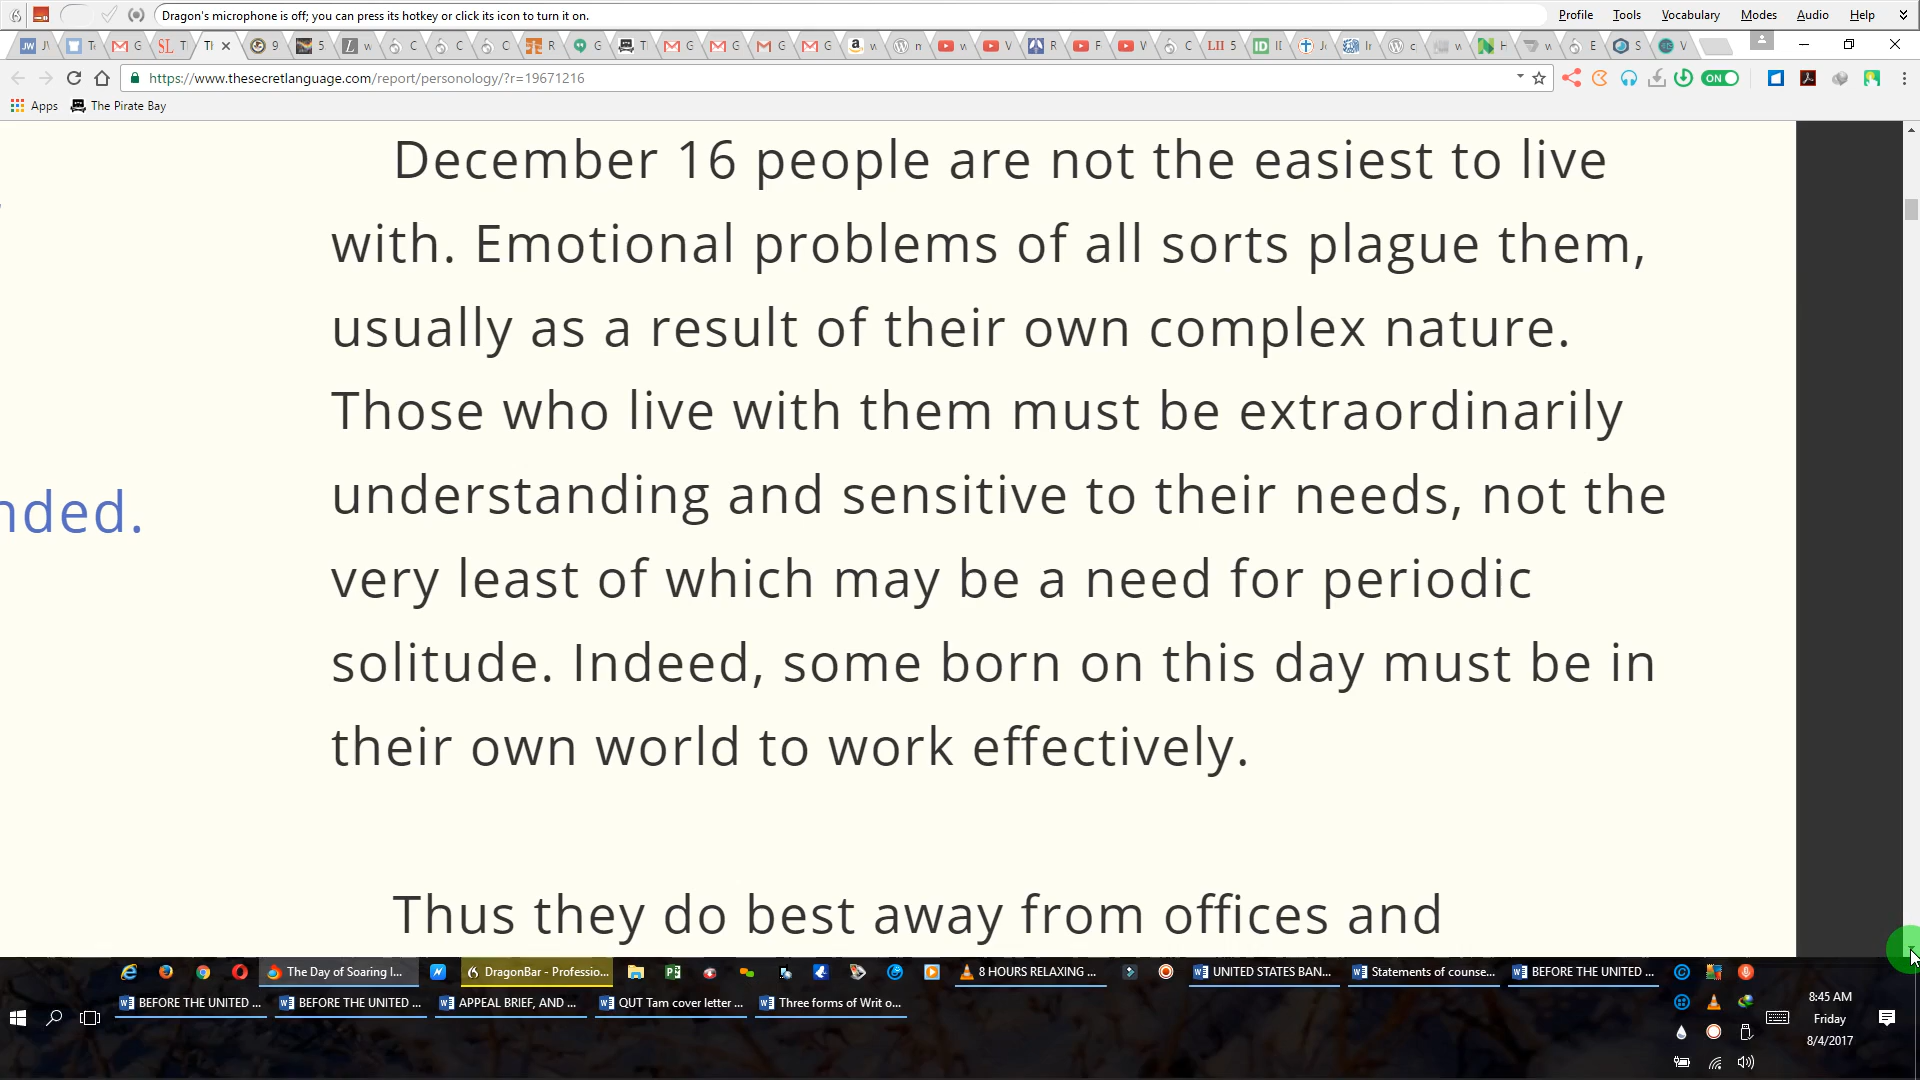 Dragon's microphone is off; you can press its hotkey or click its icon to turn it on.
Profile Tools Vocabulary Modes Audio Help
https://www.thesecretlanguage.com/report/personology/?r=19671216
ON
Apps The Pirate Bay
December 16 people are not the easiest to live
with. Emotional problems of all sorts plague them,
usually as a result of their own complex nature.
Those who live with them must be extraordinarily
understanding and sensitive to their needs, not the
very least of which may be a need for periodic
solitude. Indeed, some born on this day must be in
their own world to work effectively.
nded.
Thus they do best away from offices and
The Day of Soaring I...
DragonBar - Professio...
8 HOURS RELAXING ...
UNITED STATES BAN...
Statements of counse...
BEFORE THE UNITED ...
BEFORE THE UNITED ...
BEFORE THE UNITED ...
APPEAL BRIEF, AND ...
QUT Tam cover letter ...
Three forms of Writ o...
8:45 AM
Friday
8/4/2017